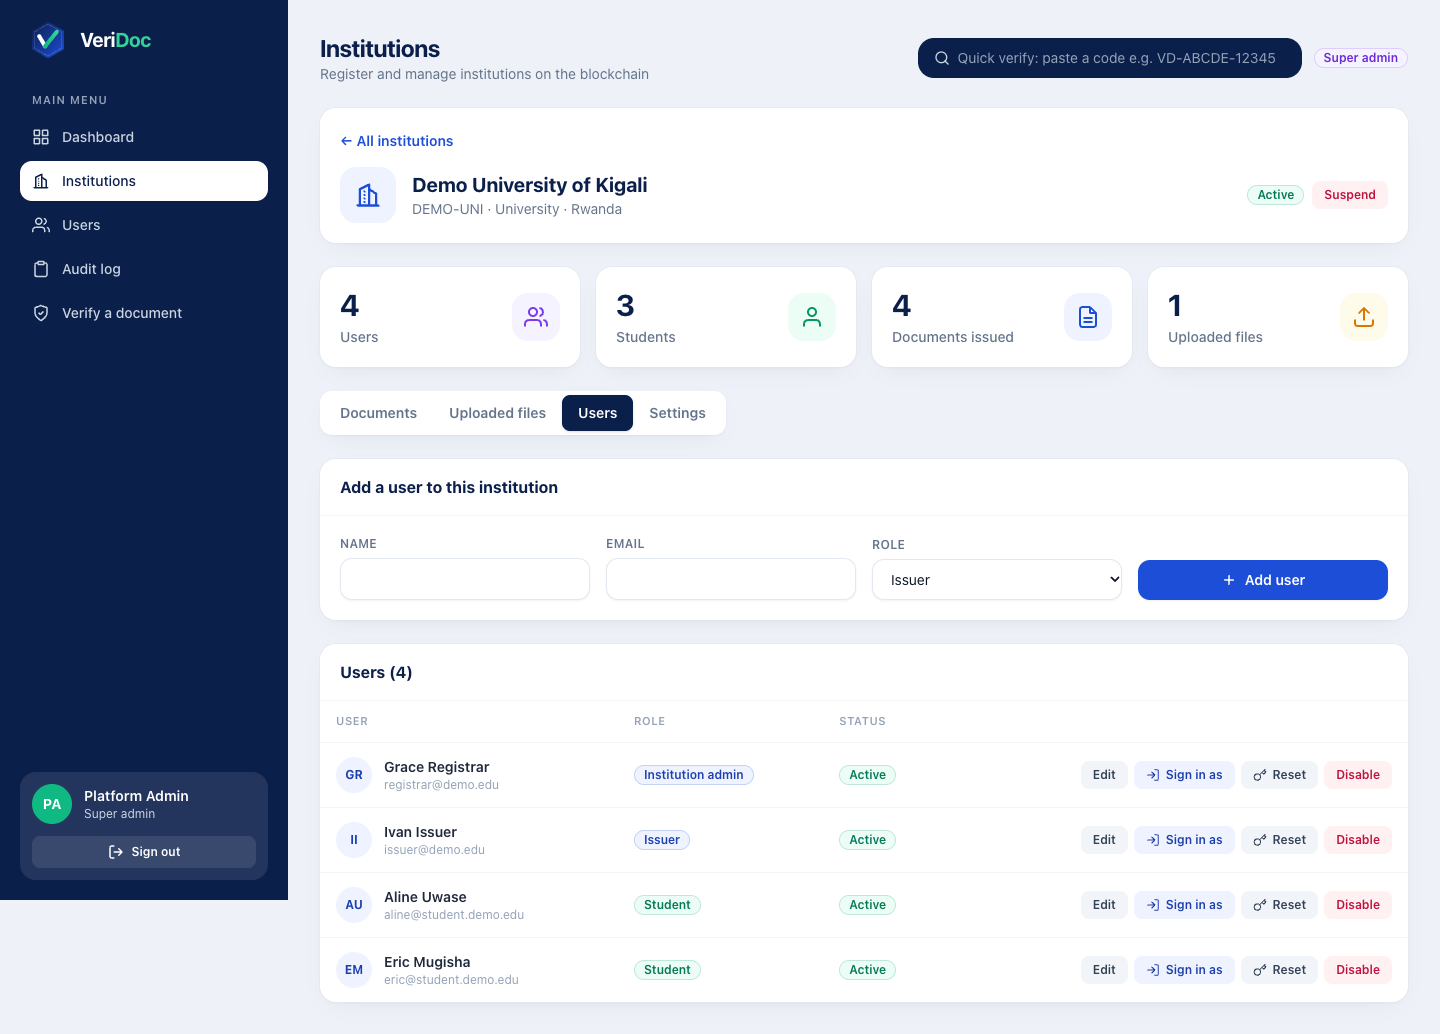 VeriDoc
MAIN MENU
Dashboard
Institutions
Users
Audit log
Verify a document
PA
Platform Admin
Super admin
Sign out
Institutions
Register and manage institutions on the blockchain
Quick verify: paste a code e.g. VD-ABCDE-12345
Super admin
← All institutions
Demo University of Kigali
DEMO-UNI · University · Rwanda
Active
Suspend
4
Users
3
Students
4
Documents issued
1
Uploaded files
Documents
Uploaded files
Users
Settings
Add a user to this institution
NAME
EMAIL
ROLE
Issuer
+ Add user
Users (4)
USER ROLE STATUS
GR
Grace Registrar
registrar@demo.edu
Institution admin
Active
Edit
Sign in as
Reset
Disable
II
Ivan Issuer
issuer@demo.edu
Issuer
Active
Edit
Sign in as
Reset
Disable
AU
Aline Uwase
aline@student.demo.edu
Student
Active
Edit
Sign in as
Reset
Disable
EM
Eric Mugisha
eric@student.demo.edu
Student
Active
Edit
Sign in as
Reset
Disable